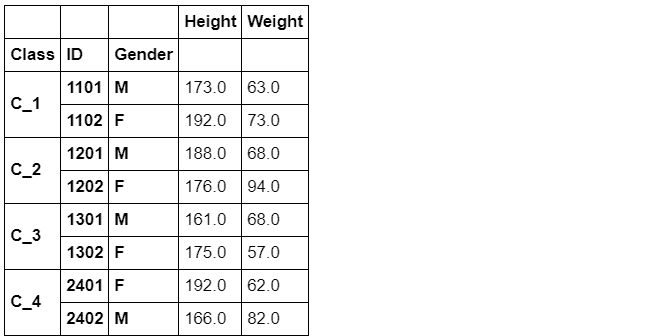 Height Weight
Class ID Gender
C_1 1101 M 173.0 63.0
1102 F 192.0 73.0
C_2 1201 M 188.0 68.0
1202 F 176.0 94.0
C_3 1301 M 161.0 68.0
1302 F 175.0 57.0
C_4 2401 F 192.0 62.0
2402 M 166.0 82.0